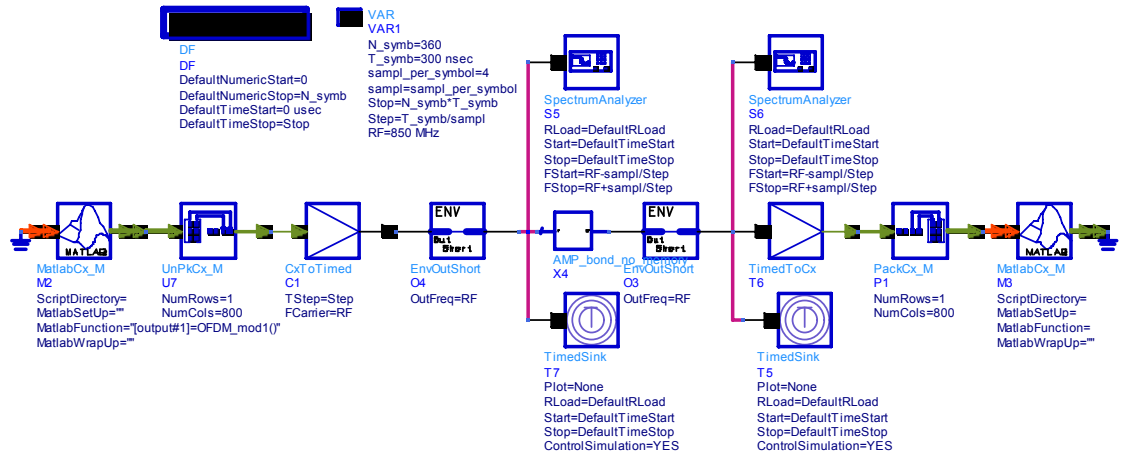 DF
DF
DefaultNumericStart=0
DefaultNumericStop=N_symb
DefaultTimeStart=0 usec
DefaultTimeStop=Stop
VAR
VAR1
N_symb=360
T_symb=300 nsec
sampl_per_symbol=4
sampl=sampl_per_symbol
Stop=N_symb*T_symb
Step=T_symb/sampl
RF=850 MHz
SpectrumAnalyzer
S5
RLoad=DefaultRLoad
Start=DefaultTimeStart
Stop=DefaultTimeStop
FStart=RF-sampl/Step
FStop=RF+sampl/Step
SpectrumAnalyzer
S6
RLoad=DefaultRLoad
Start=DefaultTimeStart
Stop=DefaultTimeStop
FStart=RF-sampl/Step
FStop=RF+sampl/Step
MATLAB
MatlabCx_M
M2
ScriptDirectory=
MatlabSetUp=""
MatlabFunction="[output#1]=OFDM_mod1()"
MatlabWrapUp=""
UnPkCx_M
U7
NumRows=1
NumCols=800
CxToTimed
C1
TStep=Step
FCarrier=RF
ENV
Out
Short
EnvOutShort
O4
OutFreq=RF
AMP_bond_no_memory
X4
ENV
Out
Short
EnvOutShort
O3
OutFreq=RF
TimedToCx
T6
PackCx_M
P1
NumRows=1
NumCols=800
MATLAB
MatlabCx_M
M3
ScriptDirectory=
MatlabSetUp=
MatlabFunction=
MatlabWrapUp=""
TimedSink
T7
Plot=None
RLoad=DefaultRLoad
Start=DefaultTimeStart
Stop=DefaultTimeStop
ControlSimulation=YES
TimedSink
T5
Plot=None
RLoad=DefaultRLoad
Start=DefaultTimeStart
Stop=DefaultTimeStop
ControlSimulation=YES